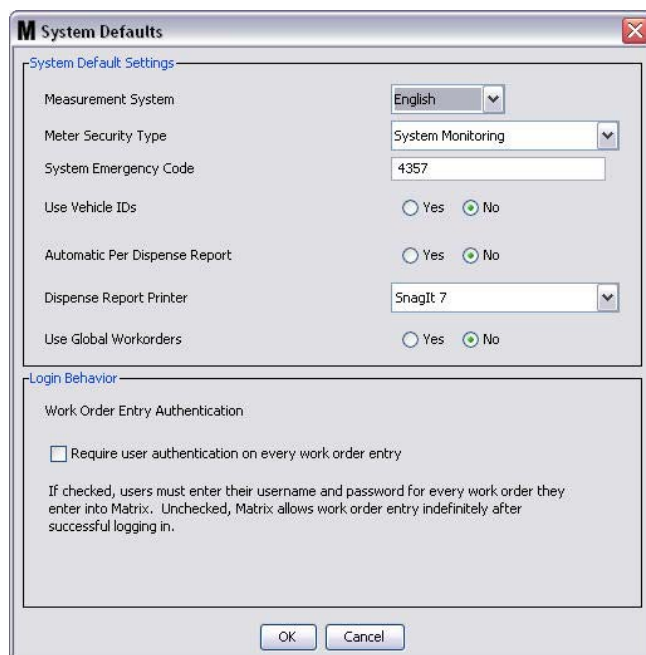 M System Defaults
System Default Settings
Measurement System English
Meter Security Type System Monitoring
System Emergency Code 4357
Use Vehicle IDs Yes No
Automatic Per Dispense Report Yes No
Dispense Report Printer SnagIt 7
Use Global Workorders Yes No
Login Behavior
Work Order Entry Authentication
Require user authentication on every work order entry
If checked, users must enter their username and password for every work order they
enter into Matrix. Unchecked, Matrix allows work order entry indefinitely after
successful logging in.
OK Cancel